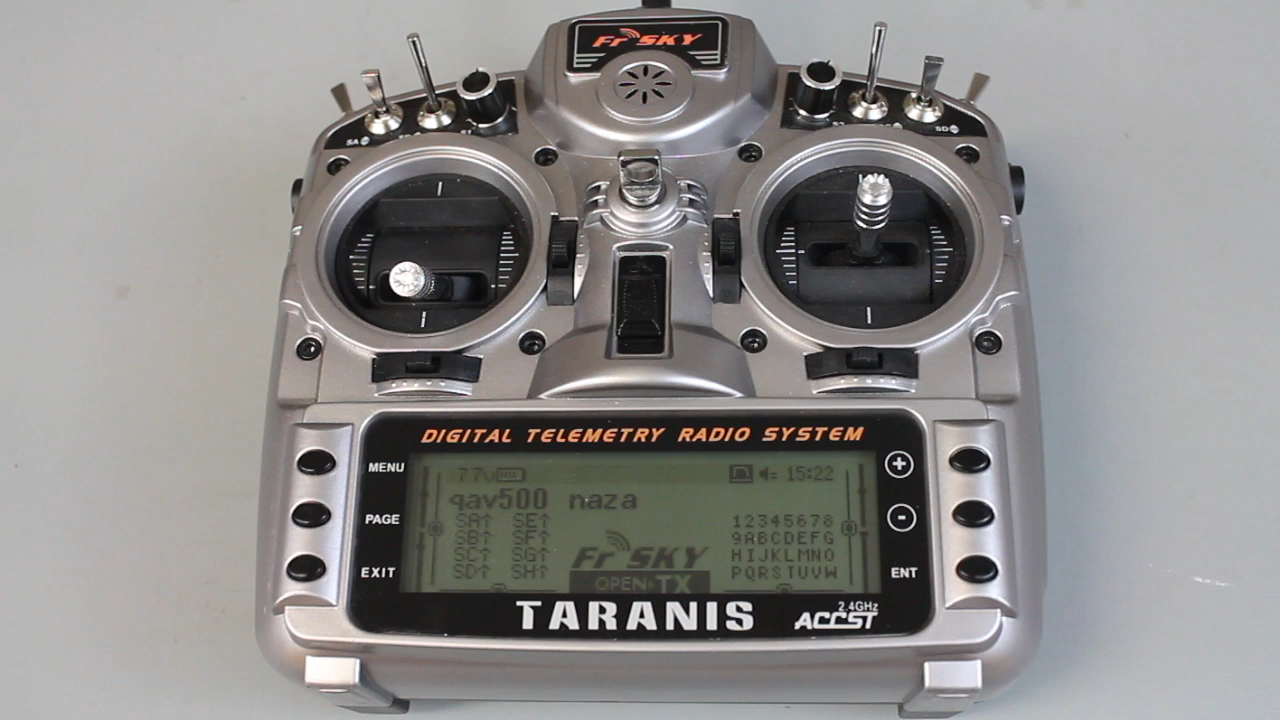 FrSKY
SA
SD
DIGITAL TELEMETRY RADIO SYSTEM
MENU
PAGE
EXIT
ENT
7.7v 15:22
qav500 naza
SA↑ SE↑ 12345678
SB↑ SF↑ 9ABCDEFG
SC↑ SG↑ HIJKLMNO
SD↑ SH↑ PQRSTUVW
FrSKY
OPEN TX
+
-
TARANIS
2.4GHz
ACCST